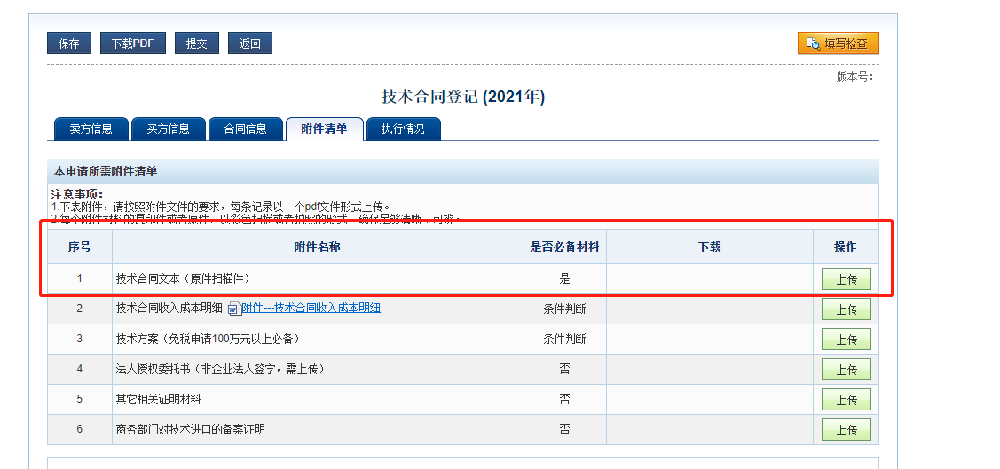 保存 下载PDF 提交 返回 填写检查
版本号：
技术合同登记 (2021年)
卖方信息 买方信息 合同信息 附件清单 执行情况
本申请所需附件清单
注意事项：
1.下表附件，请按照附件文件的要求，每条记录以一个pdf文件形式上传。
2.每个附件材料的复印件或者原件，以彩色扫描或者拍照的形式，确保足够清晰，可辨。
序号 附件名称 是否必备材料 下载 操作
1 技术合同文本（原件扫描件） 是 上传
2 技术合同收入成本明细 附件---技术合同收入成本明细 条件判断 上传
3 技术方案（免税申请100万元以上必备） 条件判断 上传
4 法人授权委托书（非企业法人签字，需上传） 否 上传
5 其它相关证明材料 否 上传
6 商务部门对技术进口的备案证明 否 上传